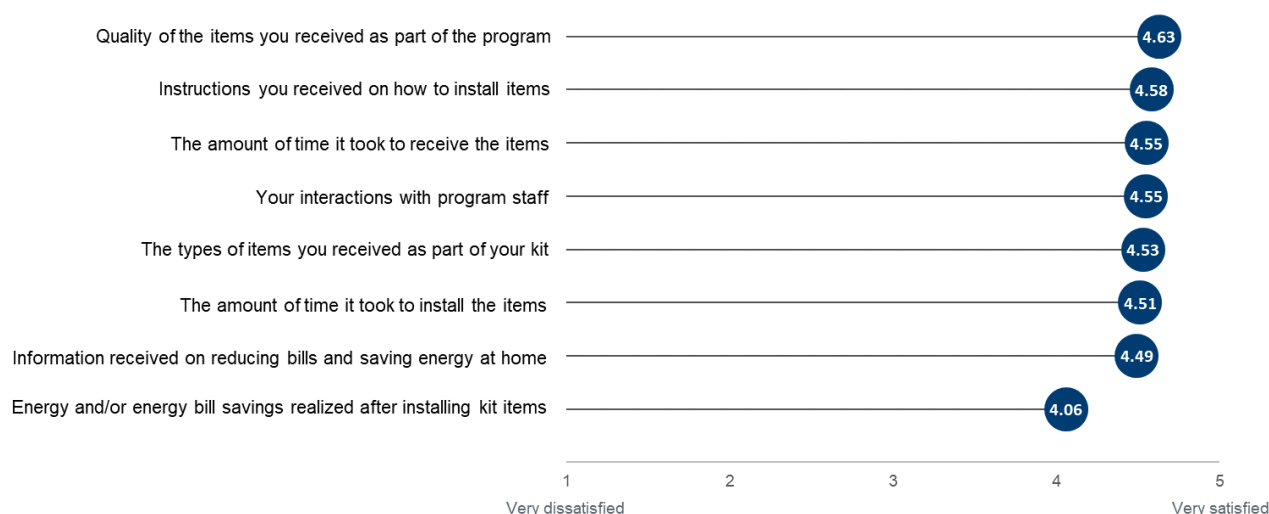 Quality of the items you received as part of the program 4.63
Instructions you received on how to install items 4.58
The amount of time it took to receive the items 4.55
Your interactions with program staff 4.55
The types of items you received as part of your kit 4.53
The amount of time it took to install the items 4.51
Information received on reducing bills and saving energy at home 4.49
Energy and/or energy bill savings realized after installing kit items 4.06
1 2 3 4 5
Very dissatisfied Very satisfied